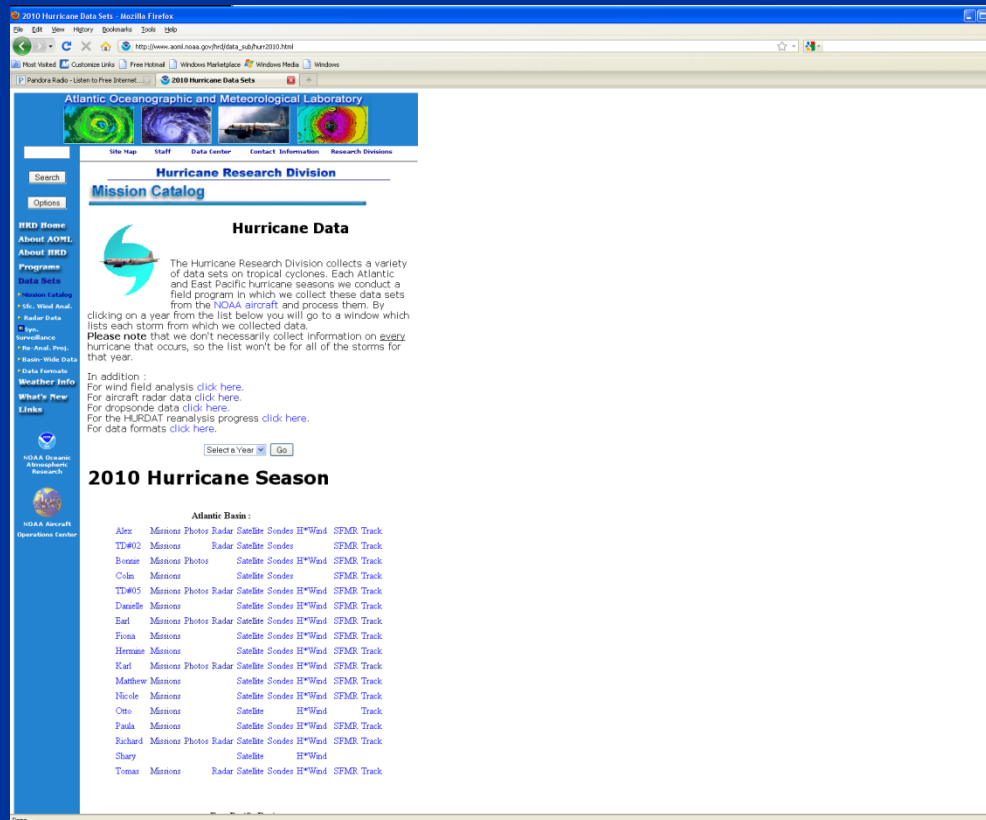 2010 Hurricane Data Sets - Mozilla Firefox
File Edit View History Bookmarks Tools Help
http://www.aoml.noaa.gov/hrd/data_sub/hurr2010.html
Most Visited Customize Links Free Hotmail Windows Marketplace Windows Media Windows
Pandora Radio - Listen to Free Internet... 2010 Hurricane Data Sets
Atlantic Oceanographic and Meteorological Laboratory
Site Map Staff Data Center Contact Information Research Divisions
Search
Options
HRD Home
About AOML
About HRD
Programs
Data Sets
Mission Catalog
Sfc. Wind Anal.
Radar Data
Syn. Surveillance
Re-Anal. Proj.
Basin-Wide Data
Data Formats
Weather Info
What's New
Links
NOAA Oceanic
Atmospheric
Research
NOAA Aircraft
Operations Center
Hurricane Research Division
Mission Catalog
Hurricane Data
The Hurricane Research Division collects a variety
of data sets on tropical cyclones. Each Atlantic
and East Pacific hurricane seasons we conduct a
field program in which we collect these data sets
from the NOAA aircraft and process them. By
clicking on a year from the list below you will go to a window which
lists each storm from which we collected data.
Please note that we don't necessarily collect information on every
hurricane that occurs, so the list won't be for all of the storms for
that year.
In addition :
For wind field analysis click here.
For aircraft radar data click here.
For dropsonde data click here.
For the HURDAT reanalysis progress click here.
For data formats click here.
Select a Year Go
2010 Hurricane Season
Atlantic Basin :
Alex Missions Photos Radar Satellite Sondes H*Wind SFMR Track
TD#02 Missions Radar Satellite Sondes SFMR Track
Bonnie Missions Photos Satellite Sondes H*Wind SFMR Track
Colin Missions Satellite Sondes SFMR Track
TD#05 Missions Photos Radar Satellite Sondes H*Wind SFMR Track
Danielle Missions Satellite Sondes H*Wind SFMR Track
Earl Missions Photos Radar Satellite Sondes H*Wind SFMR Track
Fiona Missions Satellite Sondes H*Wind SFMR Track
Hermine Missions Satellite Sondes H*Wind SFMR Track
Karl Missions Photos Radar Satellite Sondes H*Wind SFMR Track
Matthew Missions Satellite Sondes H*Wind SFMR Track
Nicole Missions Satellite Sondes H*Wind SFMR Track
Otto Missions Satellite H*Wind Track
Paula Missions Satellite Sondes H*Wind SFMR Track
Richard Missions Photos Radar Satellite Sondes H*Wind SFMR Track
Shary Satellite H*Wind
Tomas Missions Radar Satellite Sondes H*Wind SFMR Track